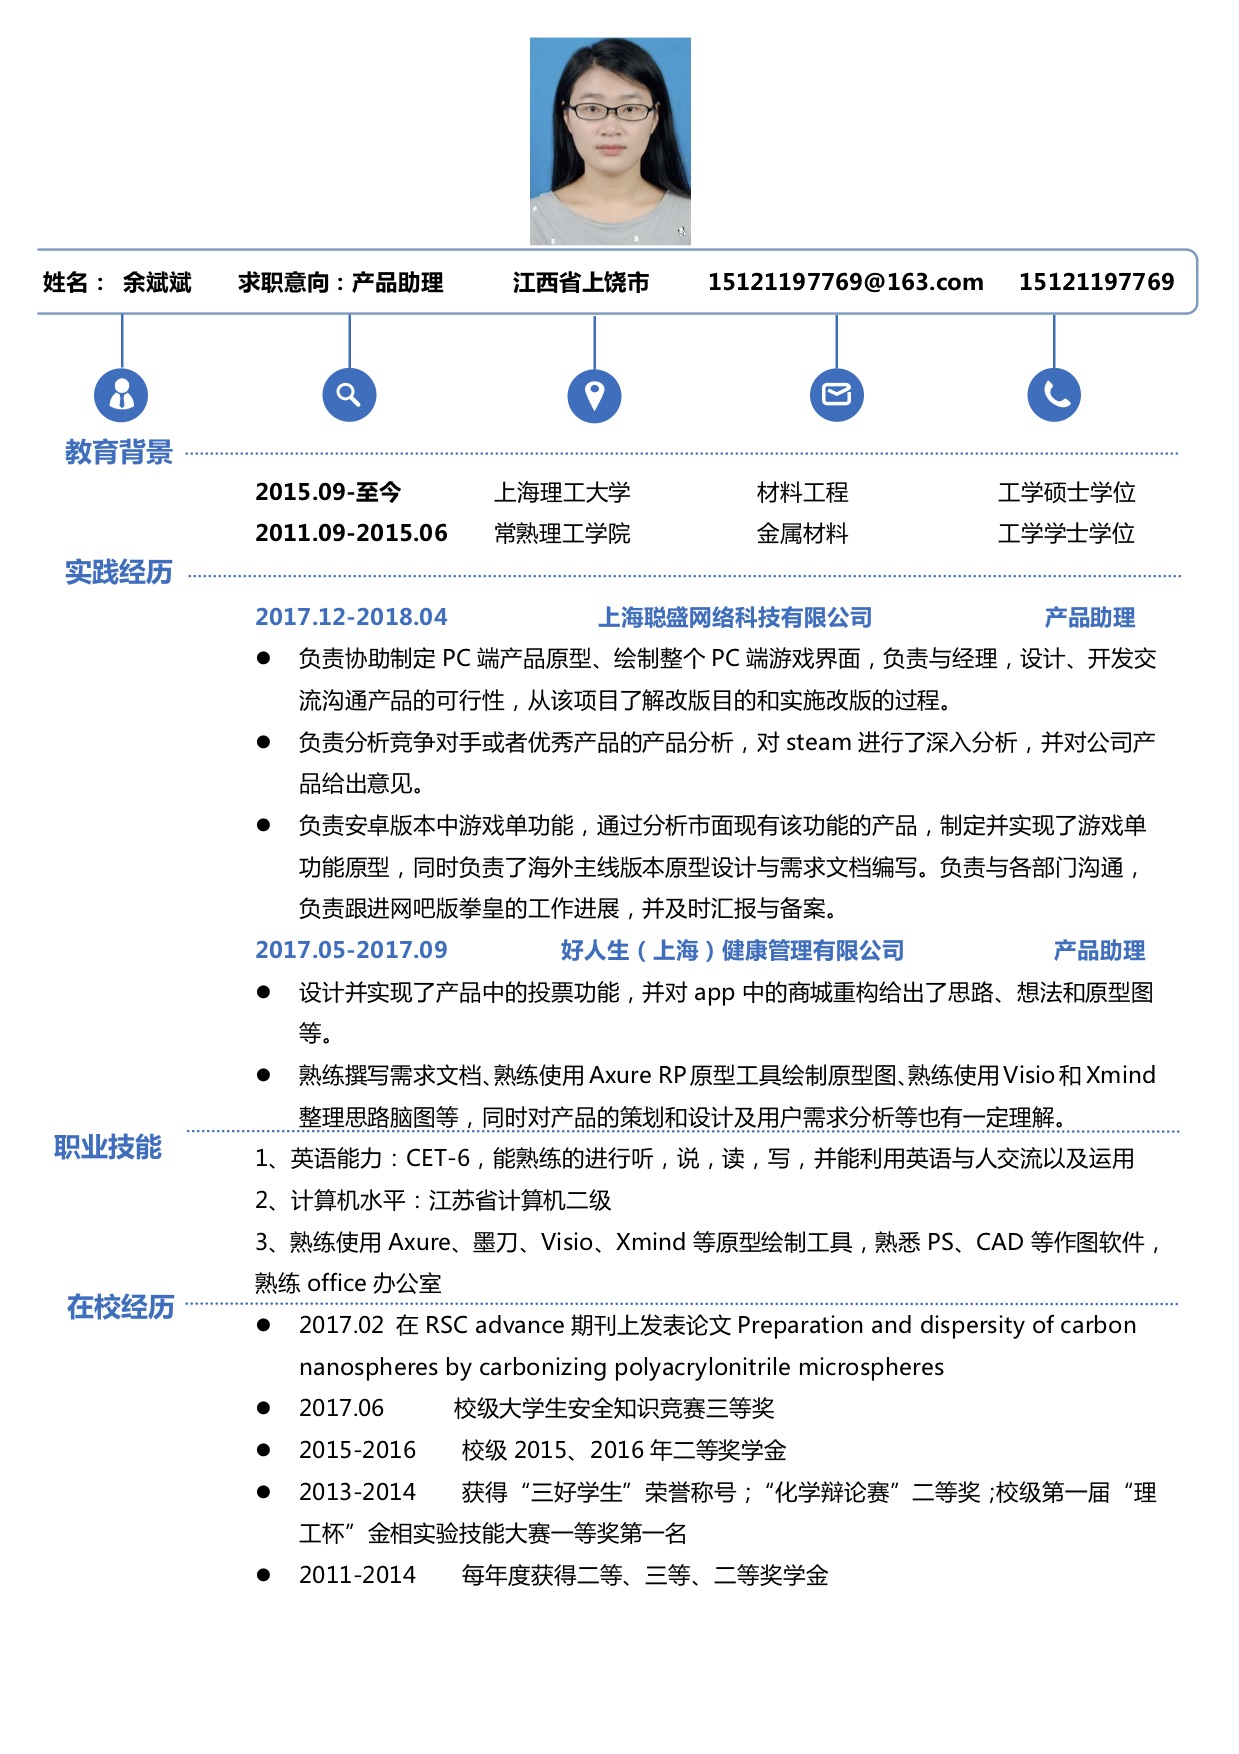 姓名： 余斌斌 求职意向：产品助理 江西省上饶市 15121197769@163.com 15121197769
教育背景
2015.09-至今 上海理工大学 材料工程 工学硕士学位
2011.09-2015.06 常熟理工学院 金属材料 工学学士学位
实践经历
2017.12-2018.04 上海聪盛网络科技有限公司 产品助理
● 负责协助制定 PC 端产品原型、绘制整个 PC 端游戏界面，负责与经理，设计、开发交
流沟通产品的可行性，从该项目了解改版目的和实施改版的过程。
● 负责分析竞争对手或者优秀产品的产品分析，对 steam 进行了深入分析，并对公司产
品给出意见。
● 负责安卓版本中游戏单功能，通过分析市面现有该功能的产品，制定并实现了游戏单
功能原型，同时负责了海外主线版本原型设计与需求文档编写。负责与各部门沟通，
负责跟进网吧版拳皇的工作进展，并及时汇报与备案。
2017.05-2017.09 好人生（上海）健康管理有限公司 产品助理
● 设计并实现了产品中的投票功能，并对 app 中的商城重构给出了思路、想法和原型图
等。
● 熟练撰写需求文档、熟练使用 Axure RP 原型工具绘制原型图、熟练使用 Visio 和 Xmind
整理思路脑图等，同时对产品的策划和设计及用户需求分析等也有一定理解。
职业技能
1、英语能力：CET-6，能熟练的进行听，说，读，写，并能利用英语与人交流以及运用
2、计算机水平：江苏省计算机二级
3、熟练使用 Axure、墨刀、Visio、Xmind 等原型绘制工具，熟悉 PS、CAD 等作图软件，
熟练 office 办公室
在校经历
● 2017.02 在 RSC advance 期刊上发表论文 Preparation and dispersity of carbon
nanospheres by carbonizing polyacrylonitrile microspheres
● 2017.06 校级大学生安全知识竞赛三等奖
● 2015-2016 校级 2015、2016 年二等奖学金
● 2013-2014 获得“三好学生”荣誉称号；“化学辩论赛”二等奖 ;校级第一届“理
工杯”金相实验技能大赛一等奖第一名
● 2011-2014 每年度获得二等、三等、二等奖学金